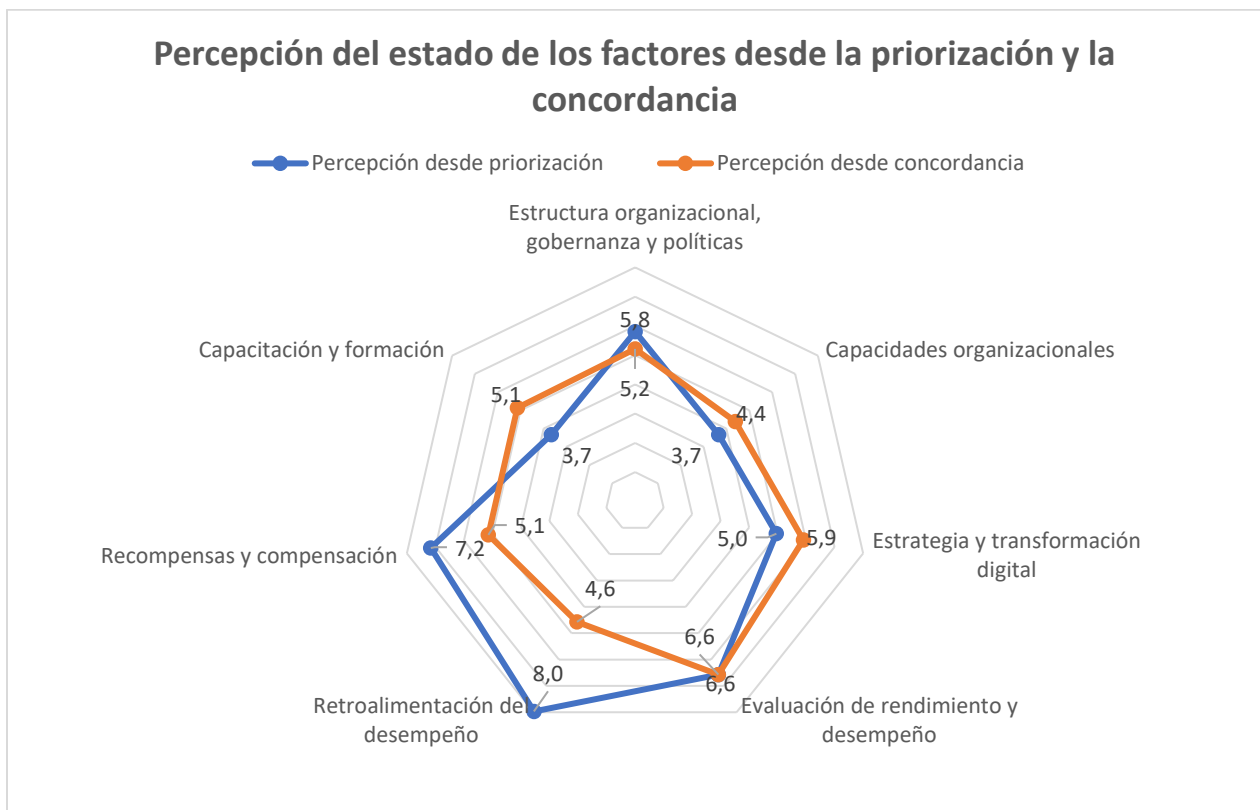 Percepción del estado de los factores desde la priorización y la
concordancia
Percepción desde priorización
Percepción desde concordancia
Estructura organizacional,
gobernanza y políticas
Capacitación y formación
Capacidades organizacionales
5,8
5,2
5,1
4,4
3,7
3,7
Recompensas y compensación
7,2
5,1
5,0
5,9
Estrategia y transformación
digital
4,6
6,6
8,0
6,6
Retroalimentación del
desempeño
Evaluación de rendimiento y
desempeño